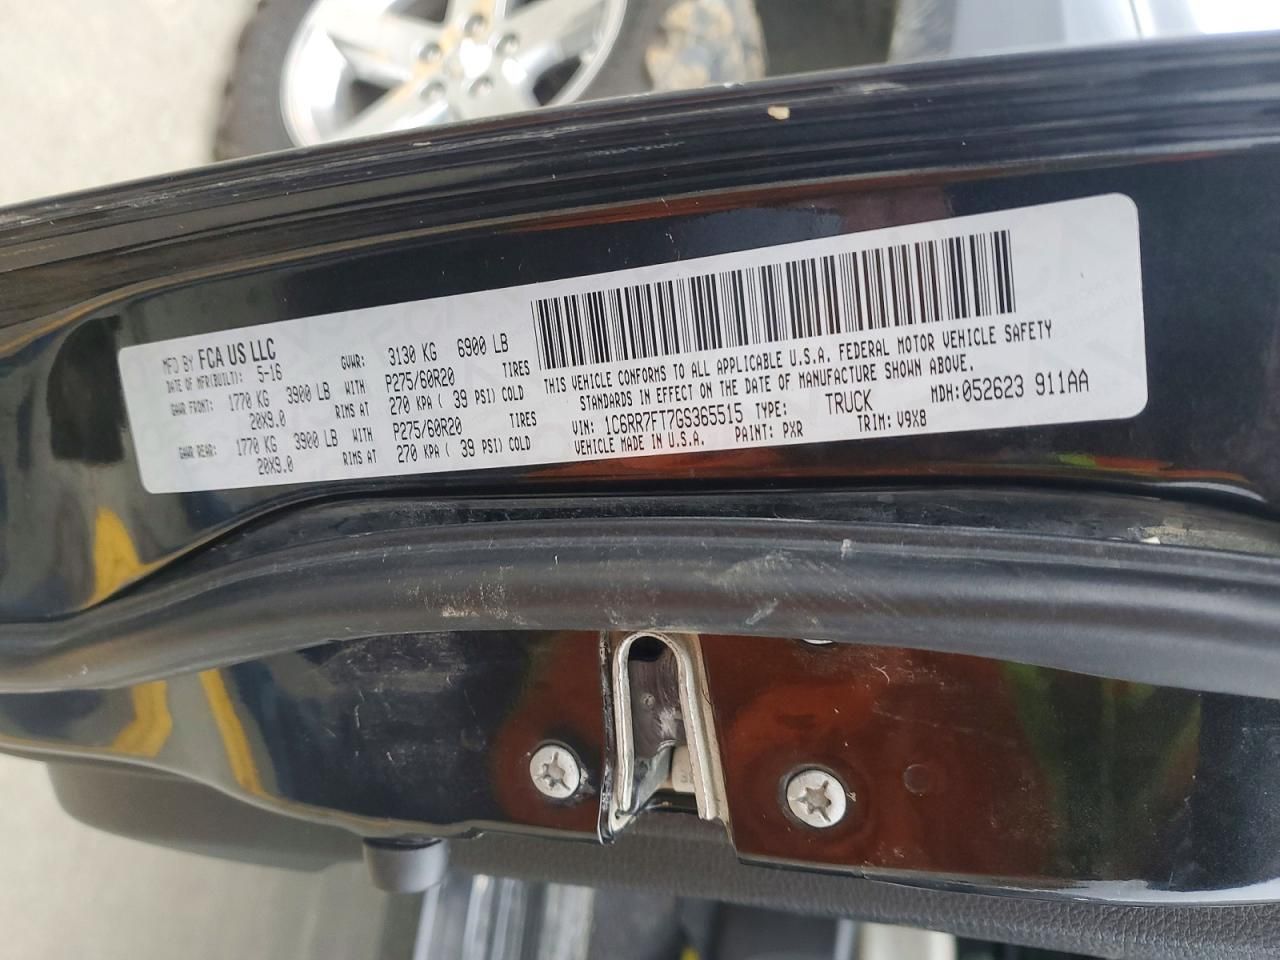 MFD BY FCA US LLC
DATE OF MFR(BUILT): 5-16 GVWR: 3130 KG 6900 LB
GAWR FRONT: 1770 KG 3900 LB WITH P275/60R20 TIRES
20X9.0 RIMS AT 270 KPA ( 39 PSI) COLD
GAWR REAR: 1770 KG 3900 LB WITH P275/60R20 TIRES
20X9.0 RIMS AT 270 KPA ( 39 PSI) COLD
THIS VEHICLE CONFORMS TO ALL APPLICABLE U.S.A. FEDERAL MOTOR VEHICLE SAFETY
STANDARDS IN EFFECT ON THE DATE OF MANUFACTURE SHOWN ABOVE.
VIN: 1C6RR7FT7GS365515 TYPE: TRUCK MDH:052623 911AA
VEHICLE MADE IN U.S.A. PAINT: PXR TRIM: V9X8